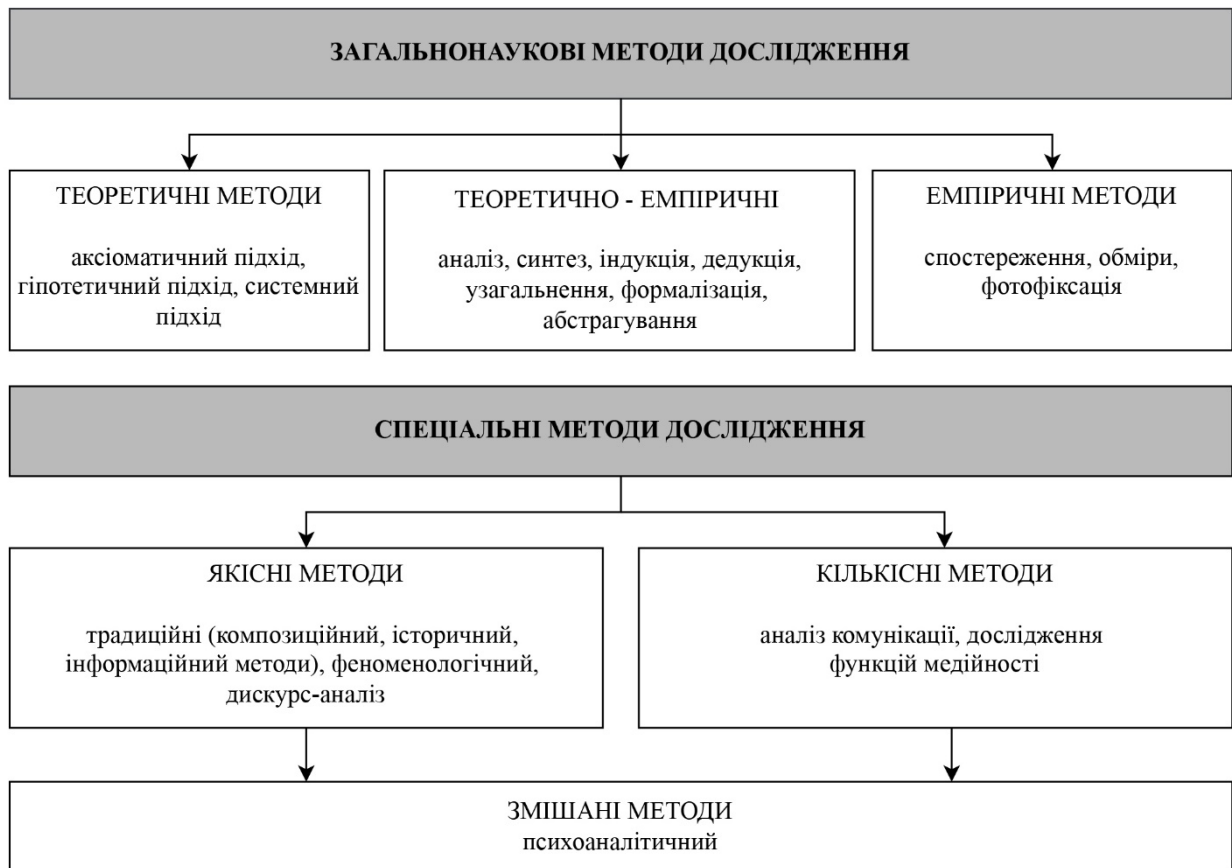 ЗАГАЛЬНОНАУКОВІ МЕТОДИ ДОСЛІДЖЕННЯ
ТЕОРЕТИЧНІ МЕТОДИ
аксіоматичний підхід,
гіпотетичний підхід, системний
підхід
ТЕОРЕТИЧНО - ЕМПІРИЧНІ
аналіз, синтез, індукція, дедукція,
узагальнення, формалізація,
абстрагування
ЕМПІРИЧНІ МЕТОДИ
спостереження, обміри,
фотофіксація
СПЕЦІАЛЬНІ МЕТОДИ ДОСЛІДЖЕННЯ
ЯКІСНІ МЕТОДИ
традиційні (композиційний, історичний,
інформаційний методи), феноменологічний,
дискурс-аналіз
КІЛЬКІСНІ МЕТОДИ
аналіз комунікації, дослідження
функцій медійності
ЗМІШАНІ МЕТОДИ
психоаналітичний